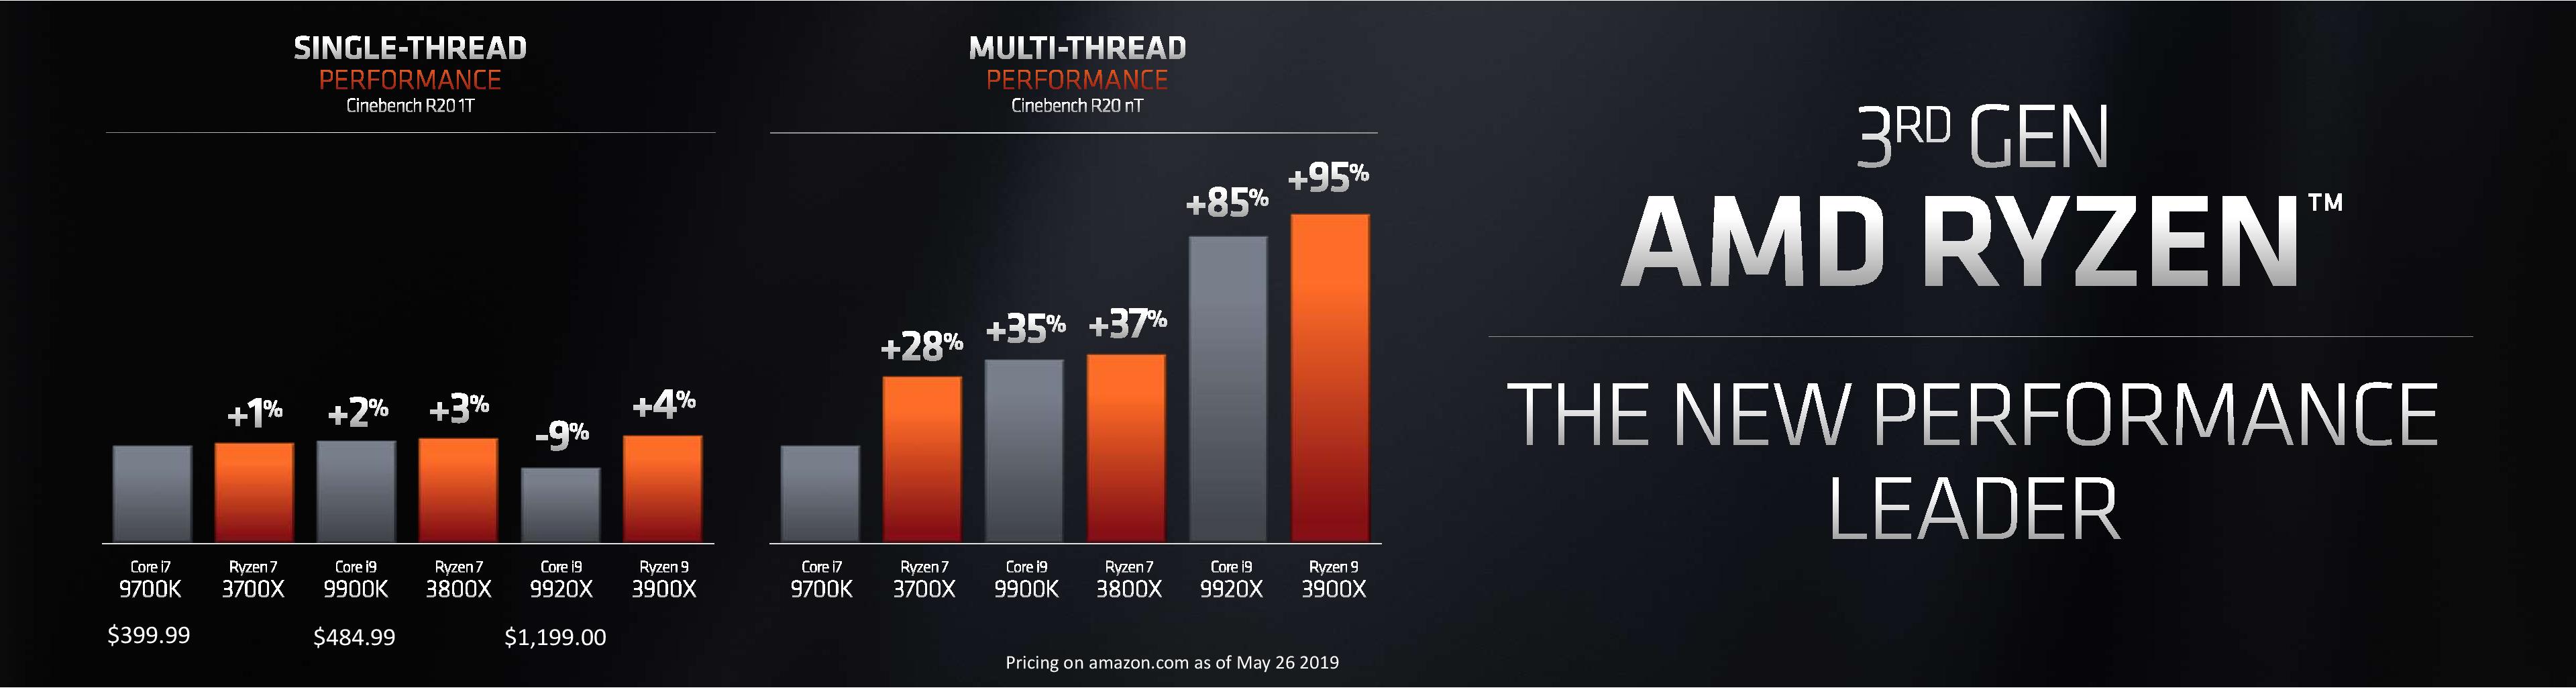 SINGLE-THREAD
PERFORMANCE
Cinebench R20 1T
+1%
+2%
+3%
-9%
+4%
Core i7
9700K
Ryzen 7
3700X
Core i9
9900K
Ryzen 7
3800X
Core i9
9920X
Ryzen 9
3900X
$399.99
$484.99
$1,199.00
MULTI-THREAD
PERFORMANCE
Cinebench R20 nT
+28%
+35%
+37%
+85%
+95%
Core i7
9700K
Ryzen 7
3700X
Core i9
9900K
Ryzen 7
3800X
Core i9
9920X
Ryzen 9
3900X
Pricing on amazon.com as of May 26 2019
3RD GEN
AMD RYZEN™
THE NEW PERFORMANCE
LEADER